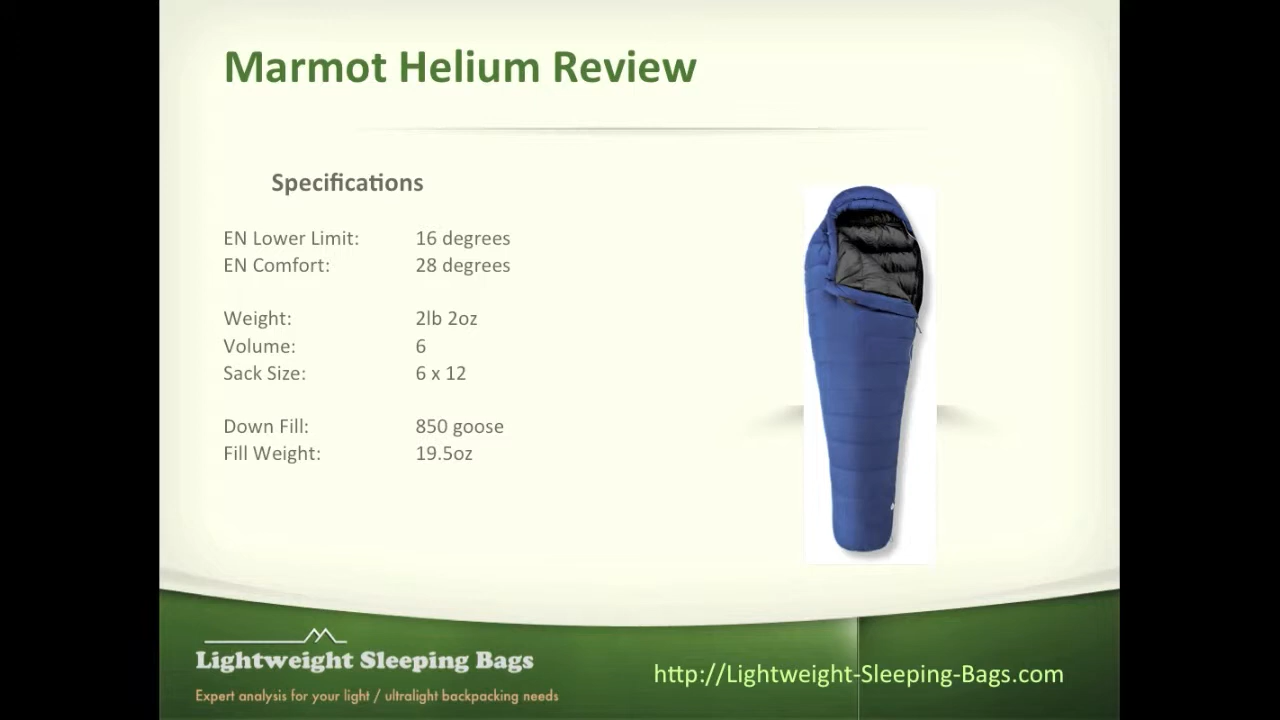 Marmot Helium Review
Specifications
EN Lower Limit: 16 degrees
EN Comfort: 28 degrees
Weight: 2lb 2oz
Volume: 6
Sack Size: 6 x 12
Down Fill: 850 goose
Fill Weight: 19.5oz
Lightweight Sleeping Bags
Expert analysis for your light / ultralight backpacking needs
http://Lightweight-Sleeping-Bags.com